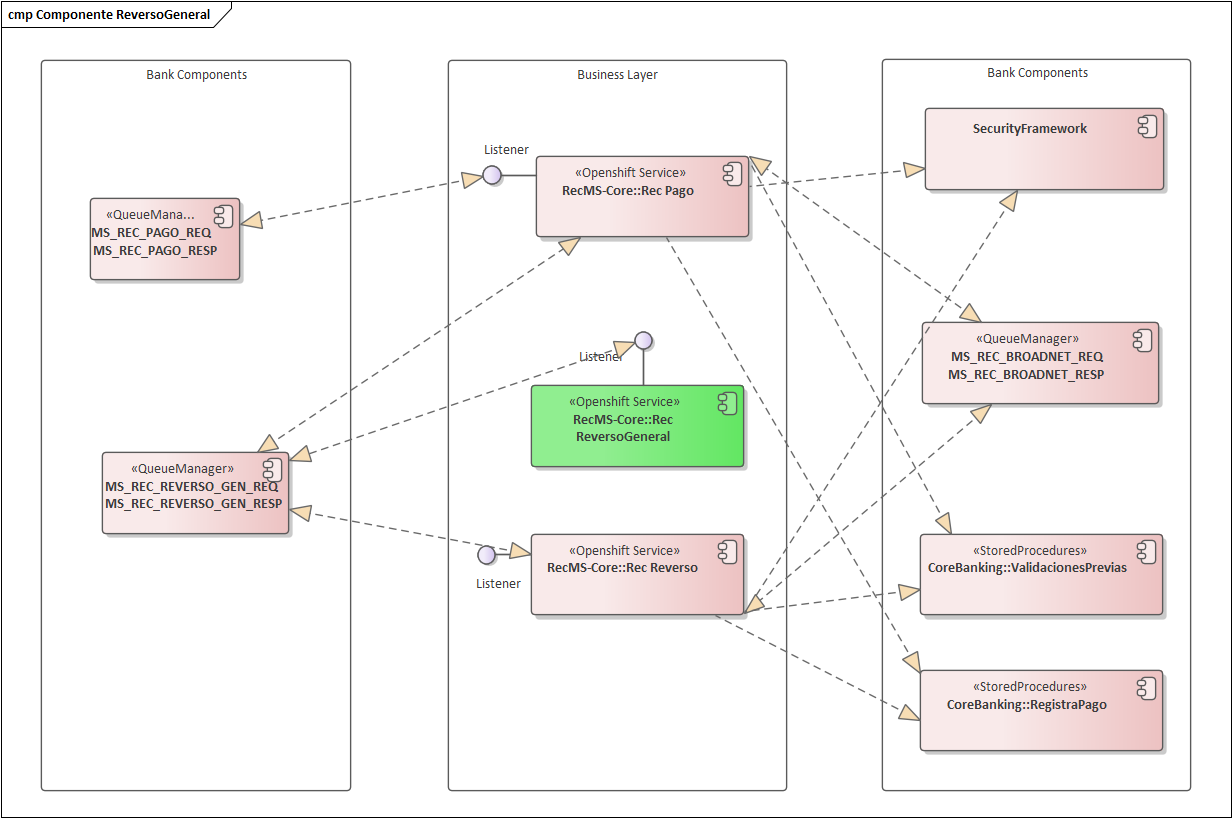 cmp Componente ReversoGeneral
Bank Components
«QueueMana...
MS_REC_PAGO_REQ
MS_REC_PAGO_RESP
«QueueManager»
MS_REC_REVERSO_GEN_REQ
MS_REC_REVERSO_GEN_RESP
Business Layer
Listener
«Openshift Service»
RecMS-Core::Rec Pago
Listener
«Openshift Service»
RecMS-Core::Rec
ReversoGeneral
«Openshift Service»
RecMS-Core::Rec Reverso
Listener
Bank Components
SecurityFramework
«QueueManager»
MS_REC_BROADNET_REQ
MS_REC_BROADNET_RESP
«StoredProcedures»
CoreBanking::ValidacionesPrevias
«StoredProcedures»
CoreBanking::RegistraPago